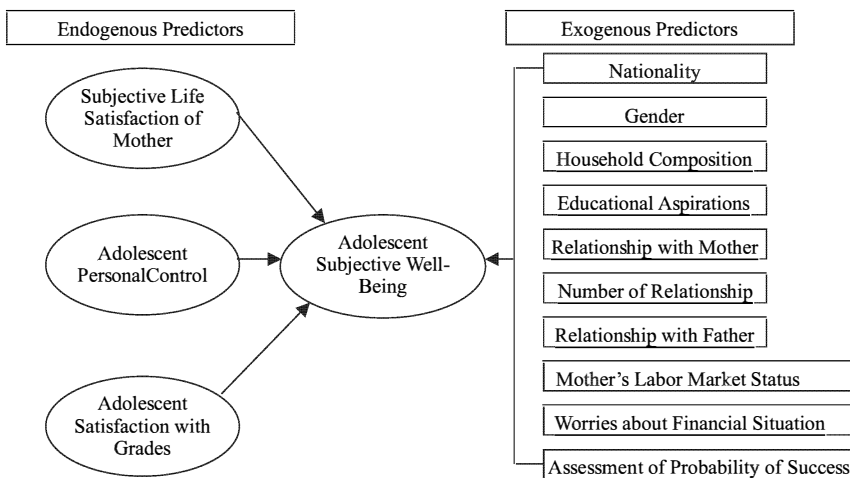 Endogenous Predictors
Exogenous Predictors
Subjective Life
Satisfaction of
Mother
Adolescent
PersonalControl
Adolescent
Satisfaction with
Grades
Adolescent
Subjective Well-
Being
Nationality
Gender
Household Composition
Educational Aspirations
Relationship with Mother
Number of Relationship
Relationship with Father
Mother's Labor Market Status
Worries about Financial Situation
Assessment of Probability of Success